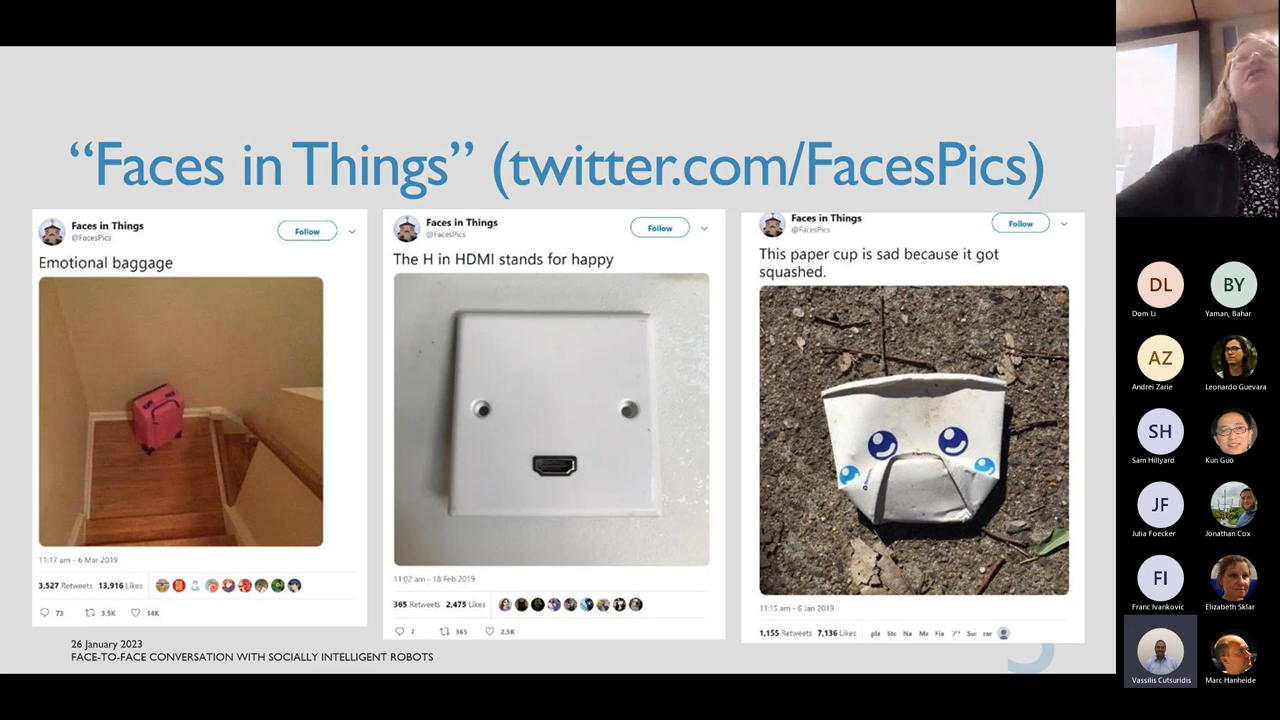 “Faces in Things” (twitter.com/FacesPics)
Faces in Things
@FacesPics
Follow
Emotional baggage
11:17 am - 6 Mar 2019
3,527 Retweets 13,916 Likes
73 3.5K 14K
Faces in Things
@FacesPics
Follow
The H in HDMI stands for happy
11:02 am - 18 Feb 2019
365 Retweets 2,475 Likes
7 365 2.5K
Faces in Things
@FacesPics
Follow
This paper cup is sad because it got
squashed.
11:15 am - 6 Jan 2019
1,155 Retweets 7,136 Likes
26 January 2023
FACE-TO-FACE CONVERSATION WITH SOCIALLY INTELLIGENT ROBOTS
DL BY
Dom Li Yaman, Bahar
AZ
Andrei Zarie Leonardo Guevara
SH
Sam Hillyard Kun Guo
JF
Julia Foecker Jonathan Cox
FI
Franc Ivankovic Elizabeth Sklar
Vassilis Cutsuridis Marc Hanheide